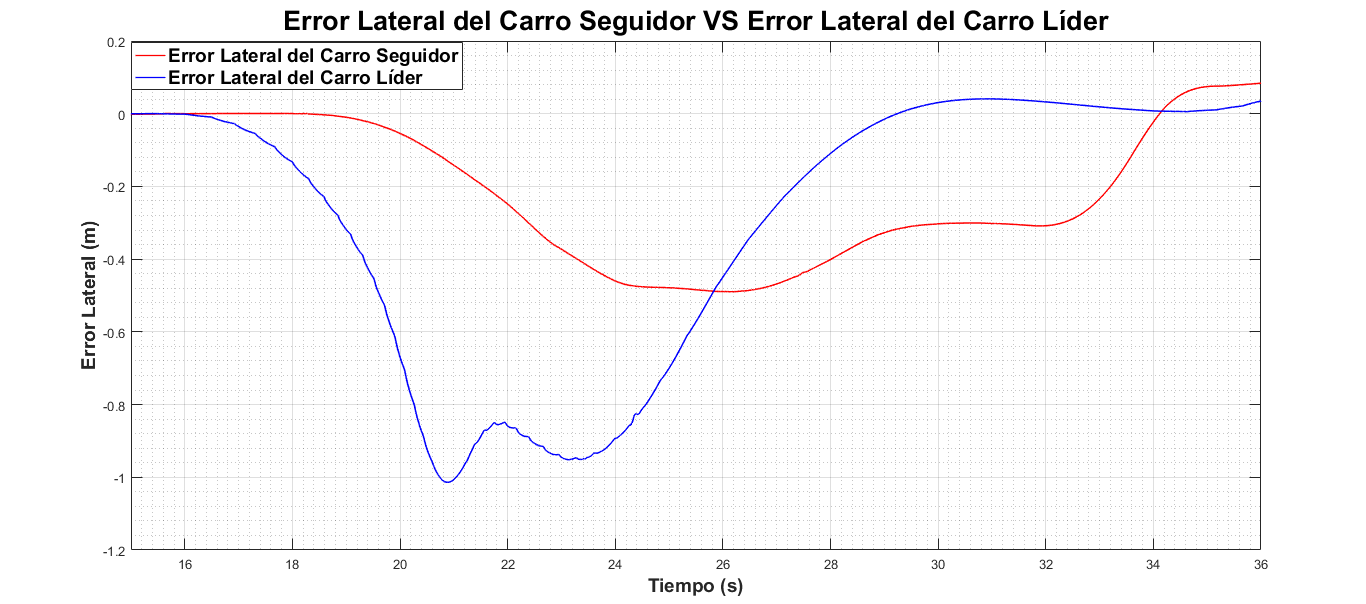 Error Lateral del Carro Seguidor VS Error Lateral del Carro Líder
Error Lateral del Carro Seguidor
Error Lateral del Carro Líder
0.2
0
-0.2
-0.4
-0.6
-0.8
-1
-1.2
Error Lateral (m)
16 18 20 22 24 26 28 30 32 34 36
Tiempo (s)